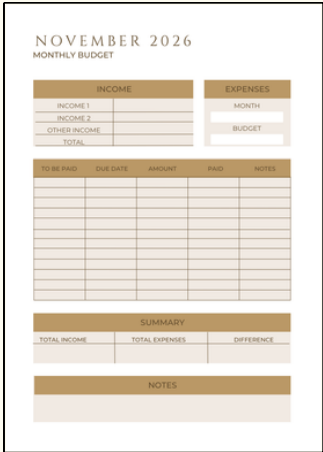 NOVEMBER 2026
MONTHLY BUDGET
INCOME
INCOME 1
INCOME 2
OTHER INCOME
TOTAL
EXPENSES
MONTH
BUDGET
TO BE PAID DUE DATE AMOUNT PAID NOTES
SUMMARY
TOTAL INCOME TOTAL EXPENSES DIFFERENCE
NOTES